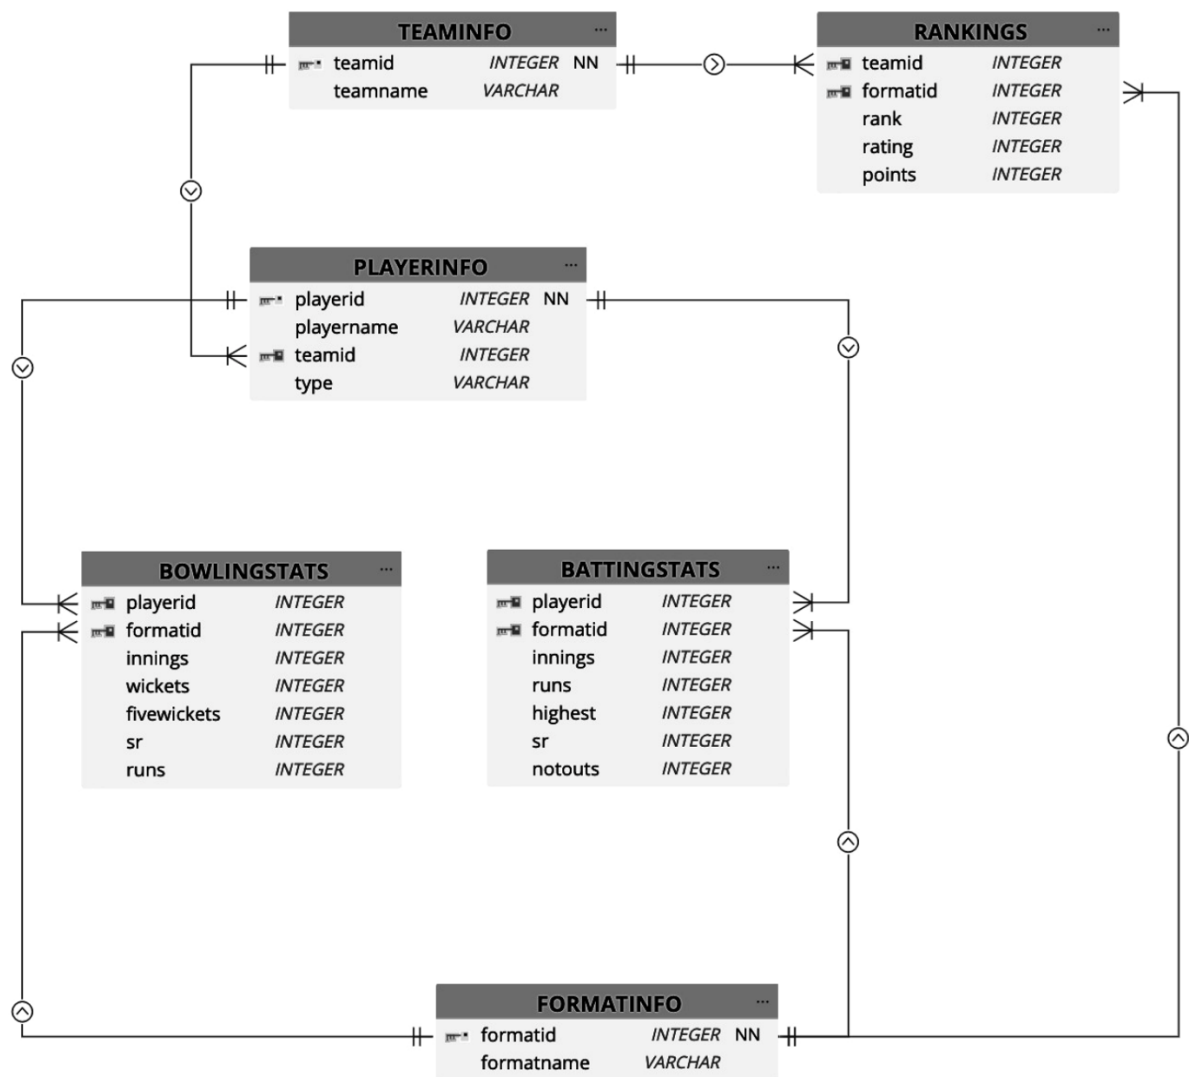 TEAMINFO ...
teamid INTEGER NN
teamname VARCHAR
RANKINGS ...
teamid INTEGER
formatid INTEGER
rank INTEGER
rating INTEGER
points INTEGER
PLAYERINFO ...
playerid INTEGER NN
playername VARCHAR
teamid INTEGER
type VARCHAR
BOWLINGSTATS ...
playerid INTEGER
formatid INTEGER
innings INTEGER
wickets INTEGER
fivewickets INTEGER
sr INTEGER
runs INTEGER
BATTINGSTATS ...
playerid INTEGER
formatid INTEGER
innings INTEGER
runs INTEGER
highest INTEGER
sr INTEGER
notouts INTEGER
FORMATINFO ...
formatid INTEGER NN
formatname VARCHAR